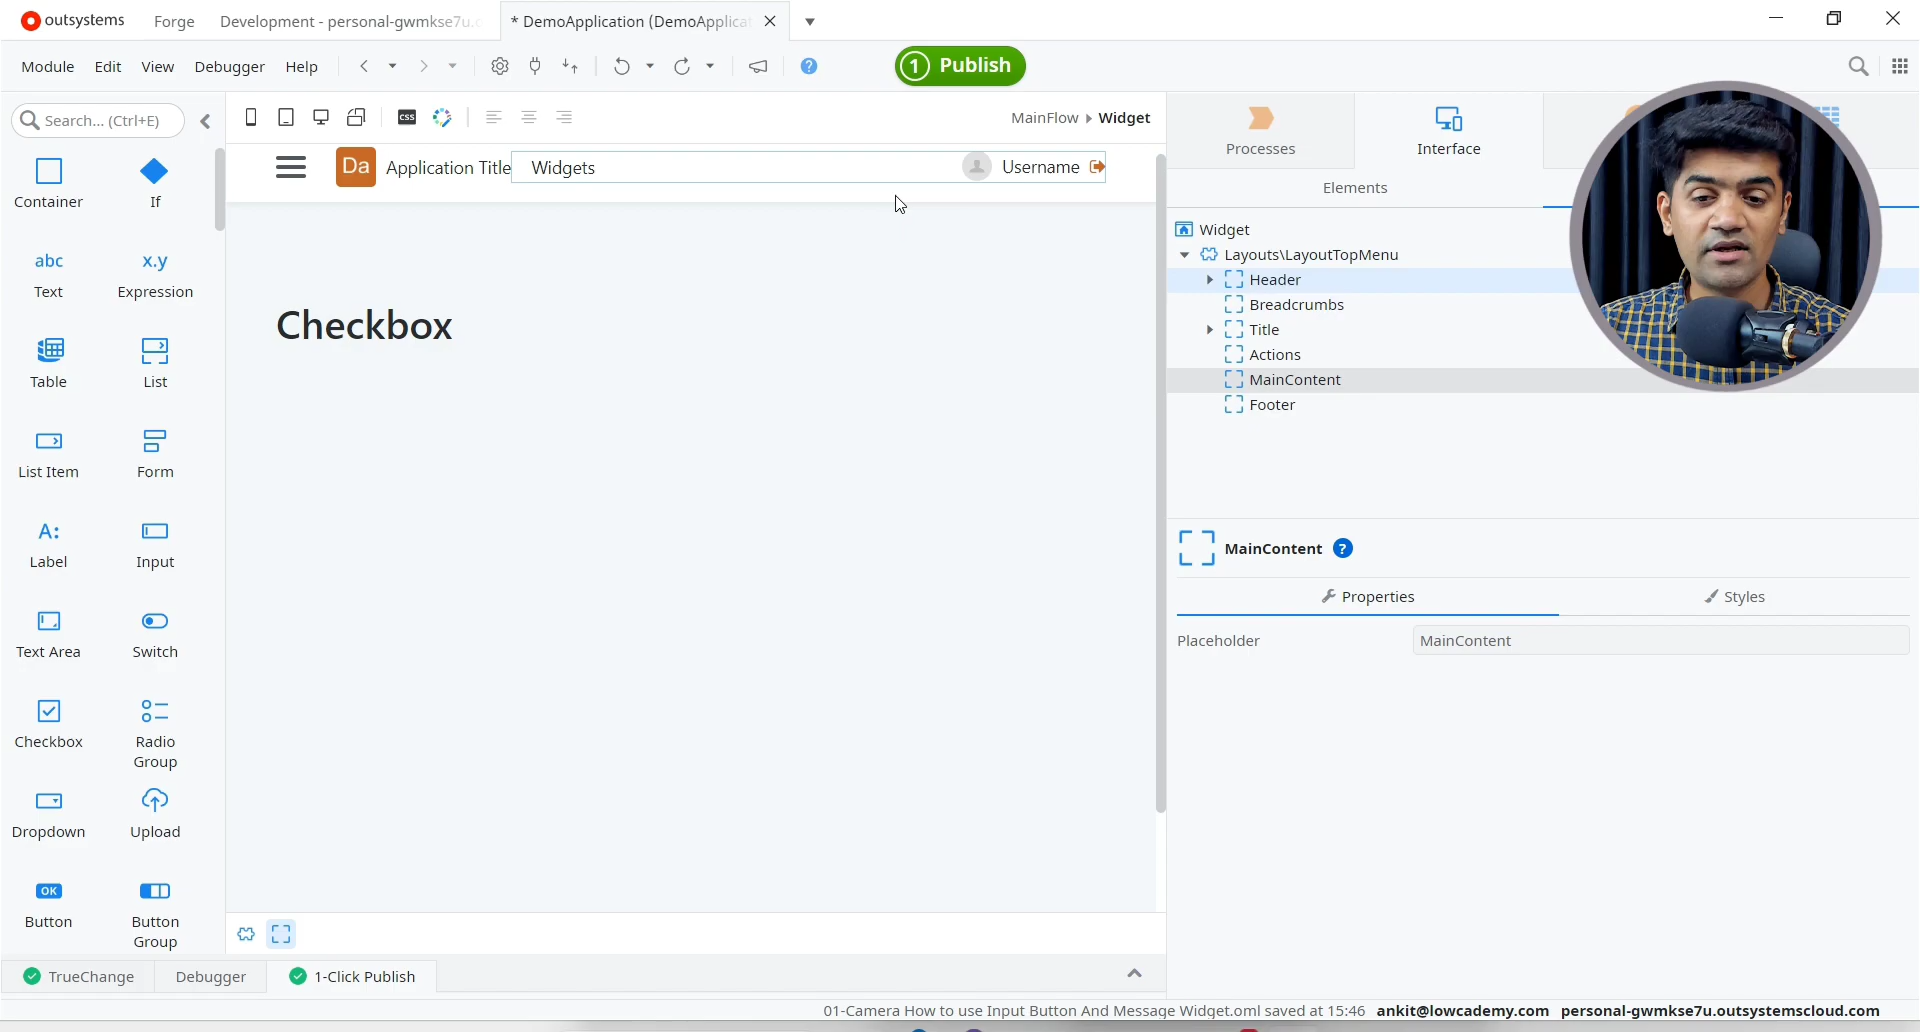 outsystems
Forge
Development - personal-gwmkse7u.c
* DemoApplication (DemoApplicat
Module
Edit
View
Debugger
Help
1
Publish
Search... (Ctrl+E)
MainFlow
Widget
Processes
Interface
Container
If
Da
Application Title
Widgets
Username
Elements
abc
x.y
Text
Expression
Table
List
List Item
Form
A:
Label
Input
Text Area
Switch
Checkbox
Radio
Group
Dropdown
Upload
OK
Button
Button
Group
Checkbox
Widget
Layouts\LayoutTopMenu
Header
Breadcrumbs
Title
Actions
MainContent
Footer
MainContent
?
Properties
Styles
Placeholder
MainContent
TrueChange
Debugger
1-Click Publish
01-Camera How to use Input Button And Message Widget.oml saved at 15:46
ankit@lowcademy.com
personal-gwmkse7u.outsystemscloud.com